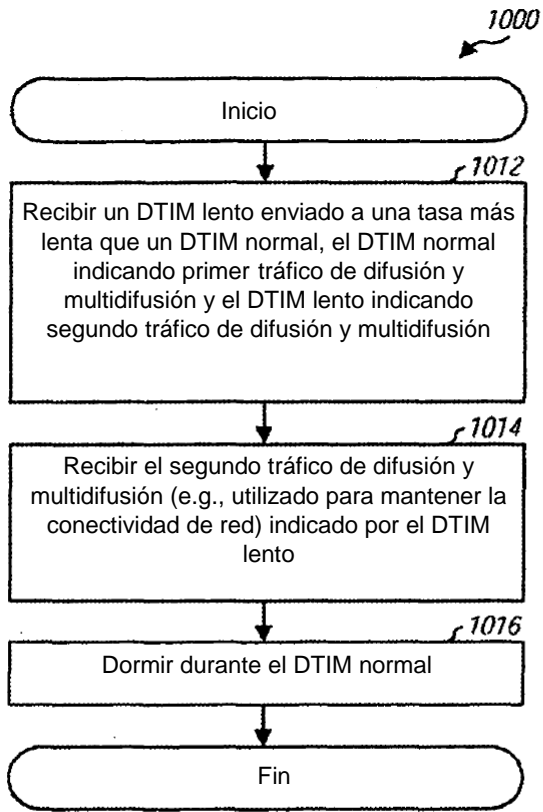 1000
Inicio
1012
Recibir un DTIM lento enviado a una tasa más
lenta que un DTIM normal, el DTIM normal
indicando primer tráfico de difusión y
multidifusión y el DTIM lento indicando
segundo tráfico de difusión y multidifusión
1014
Recibir el segundo tráfico de difusión y
multidifusión (e.g., utilizado para mantener la
conectividad de red) indicado por el DTIM
lento
1016
Dormir durante el DTIM normal
Fin